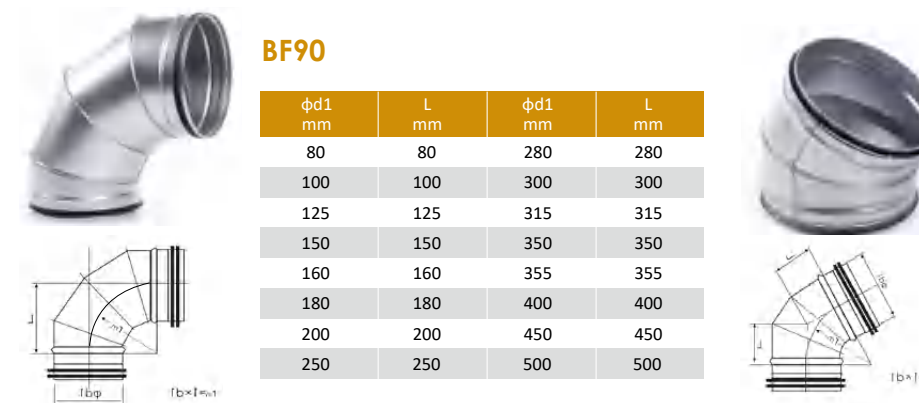 BF90
ϕd1 L ϕd1 L
mm mm mm mm
80 80 280 280
100 100 300 300
125 125 315 315
150 150 350 350
160 160 355 355
180 180 400 400
200 200 450 450
250 250 500 500
L
L
L